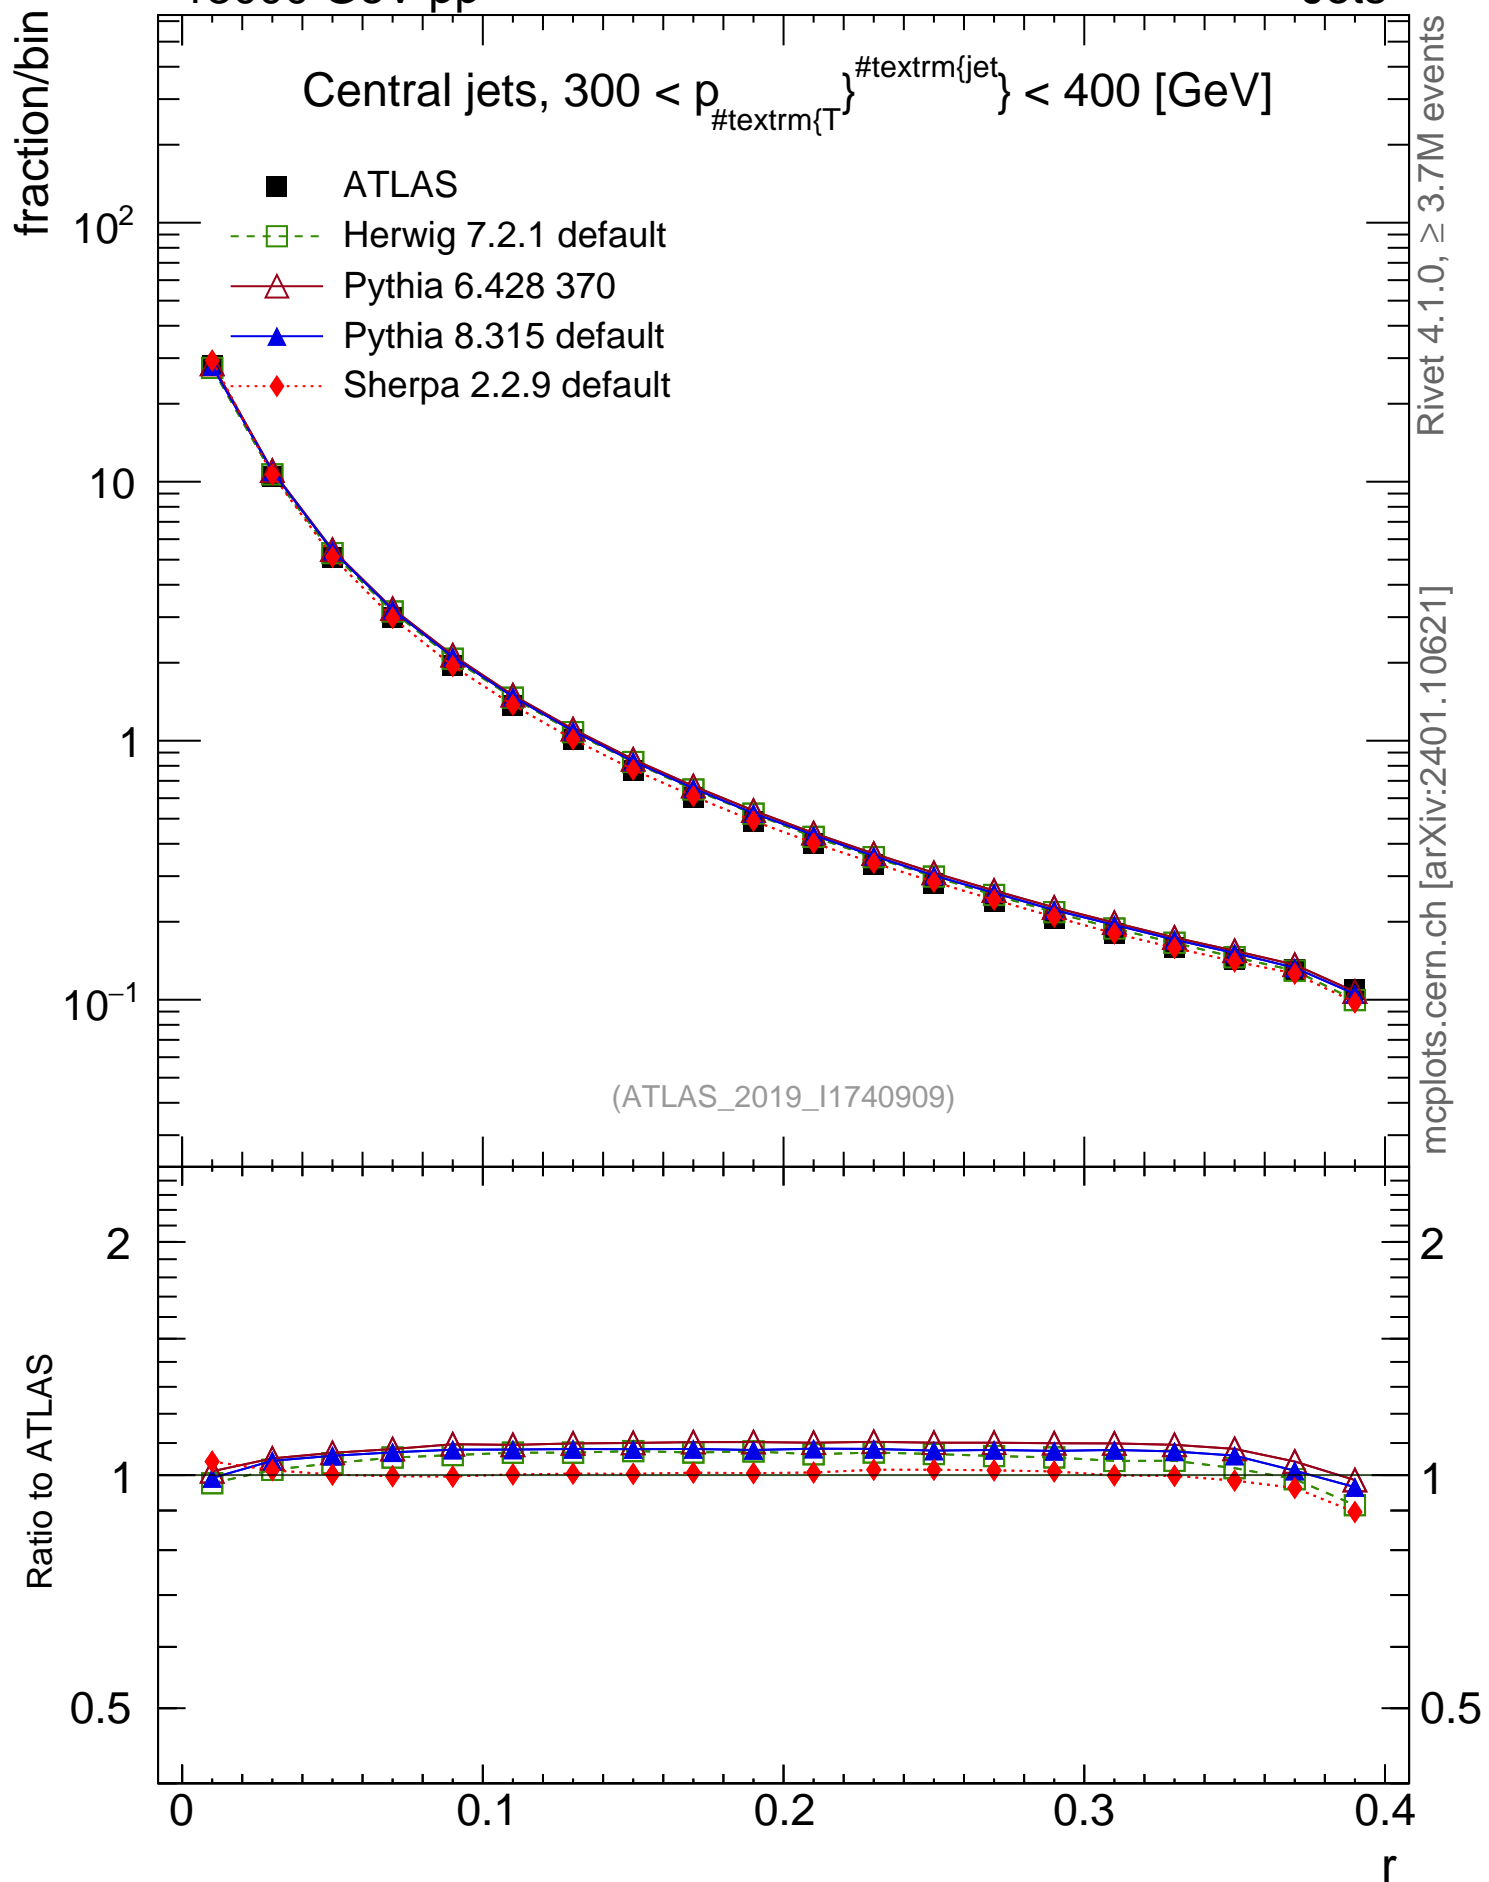 fraction/bin
Central jets, 300 < p_#textrm{T}^#textrm{jet}} < 400 [GeV]
ATLAS
Herwig 7.2.1 default
Pythia 6.428 370
Pythia 8.315 default
Sherpa 2.2.9 default
10²
10
1
10⁻¹
(ATLAS_2019_I1740909)
Rivet 4.1.0, ≥ 3.7M events
mcplots.cern.ch [arXiv:2401.10621]
Ratio to ATLAS
2
1
0.5
2
1
0.5
0 0.1 0.2 0.3 0.4
r